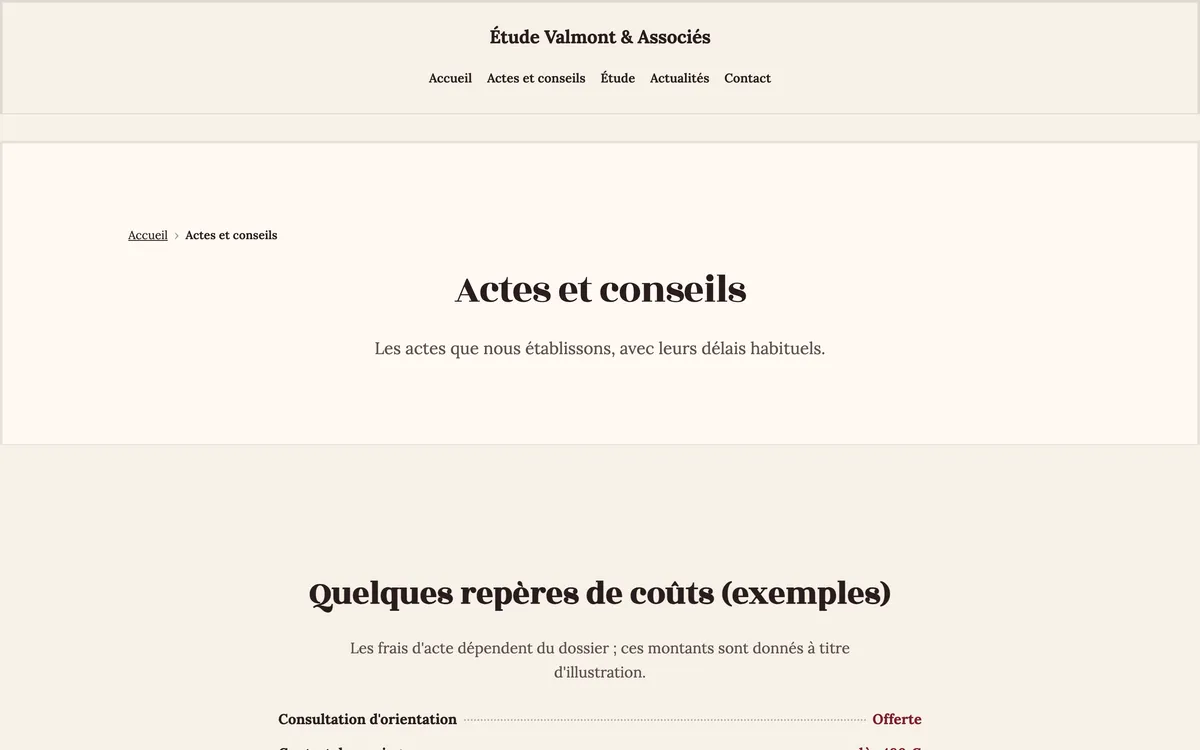 Étude Valmont & Associés
Accueil Actes et conseils Étude Actualités Contact
Accueil › Actes et conseils
Actes et conseils
Les actes que nous établissons, avec leurs délais habituels.
Quelques repères de coûts (exemples)
Les frais d'acte dépendent du dossier ; ces montants sont donnés à titre
d'illustration.
Consultation d'orientation Offerte